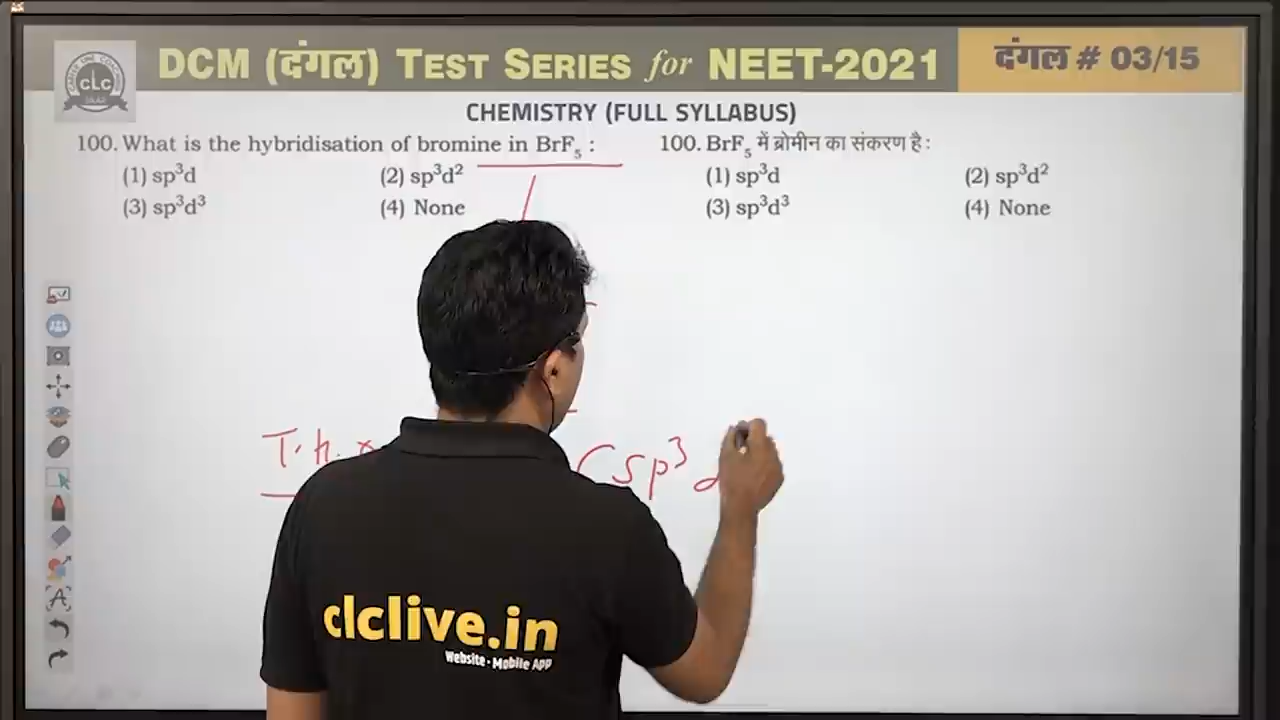 DCM (दंगल) TEST SERIES for NEET-2021
दंगल # 03/15
CLC
CHEMISTRY (FULL SYLLABUS)
100. What is the hybridisation of bromine in BrF₅ :
(1) sp³d (2) sp³d²
(3) sp³d³ (4) None
100. BrF₅ में ब्रोमीन का संकरण है :
(1) sp³d (2) sp³d²
(3) sp³d³ (4) None
T.h.
sp³
clclive.in
Website • Mobile App